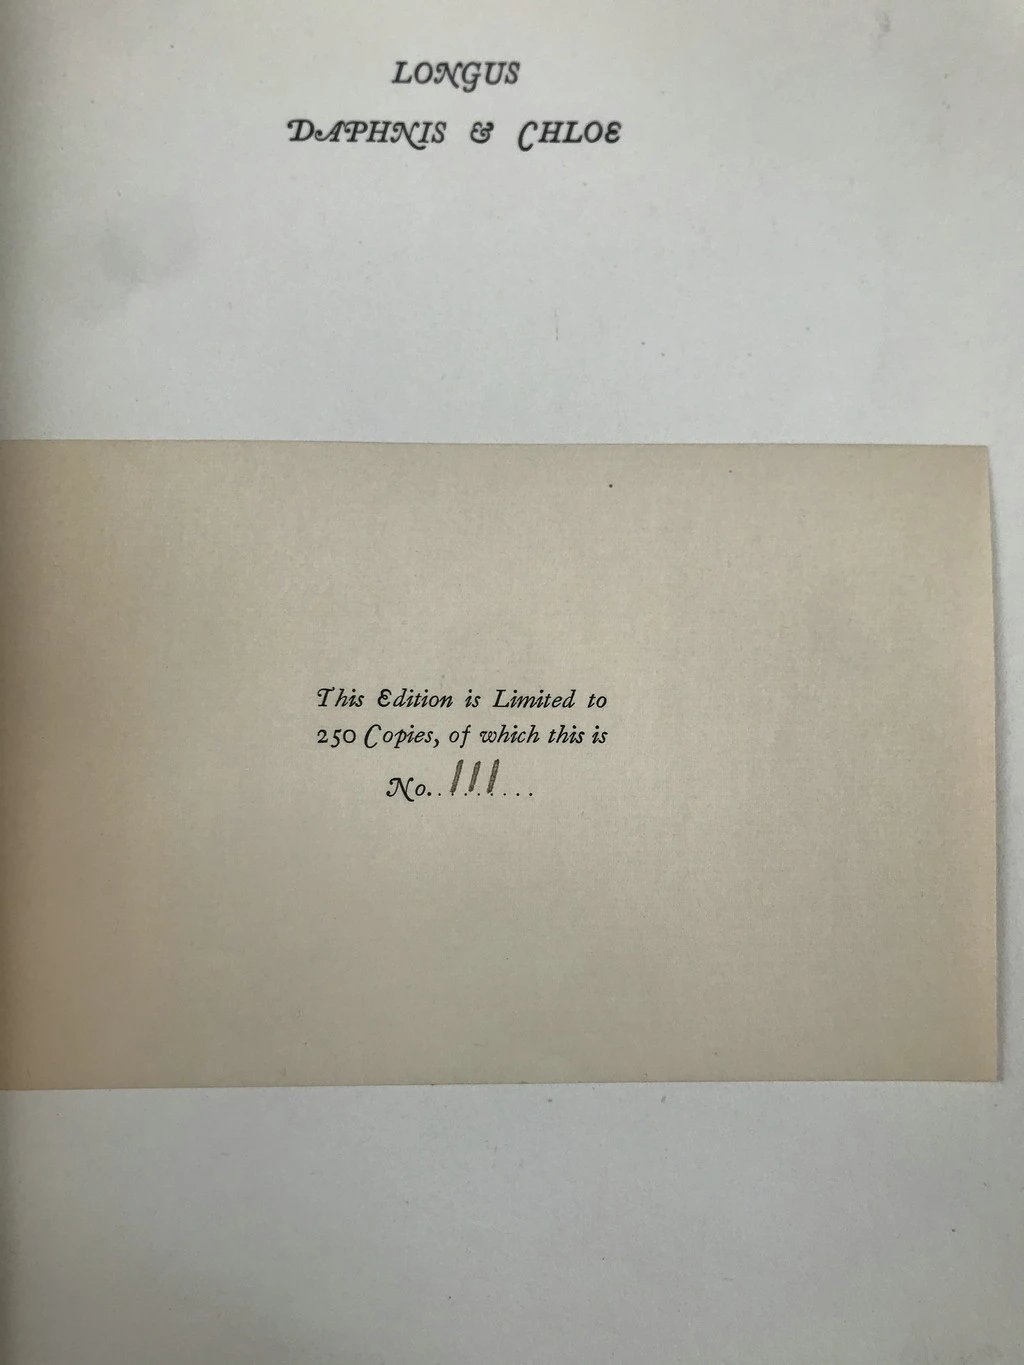 LONGUS
DAPHNIS & CHLOE
This Edition is Limited to
250 Copies, of which this is
No. . 111 . . .